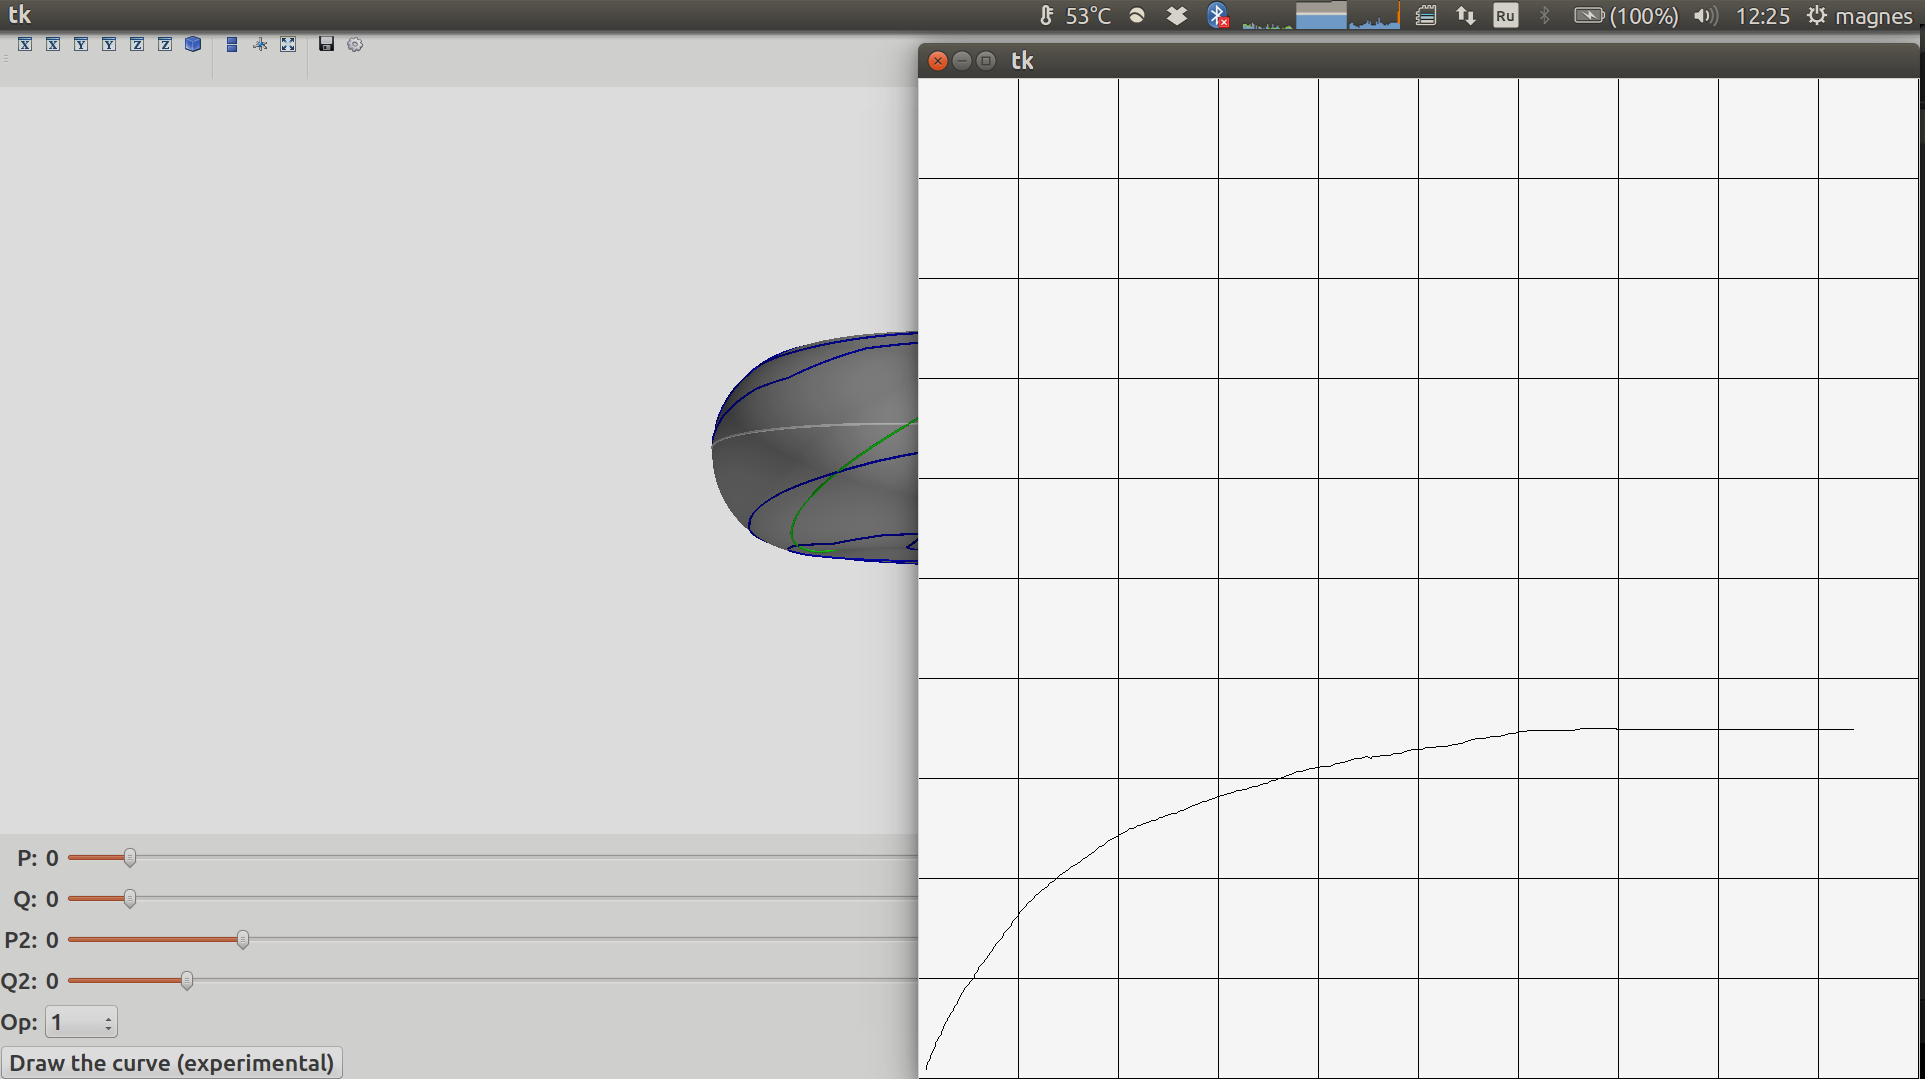 tk
53°C
Ru
(100%)
12:25
magnes
X X Y Y Z Z
tk
P: 0
Q: 0
P2: 0
Q2: 0
Op: 1
Draw the curve (experimental)